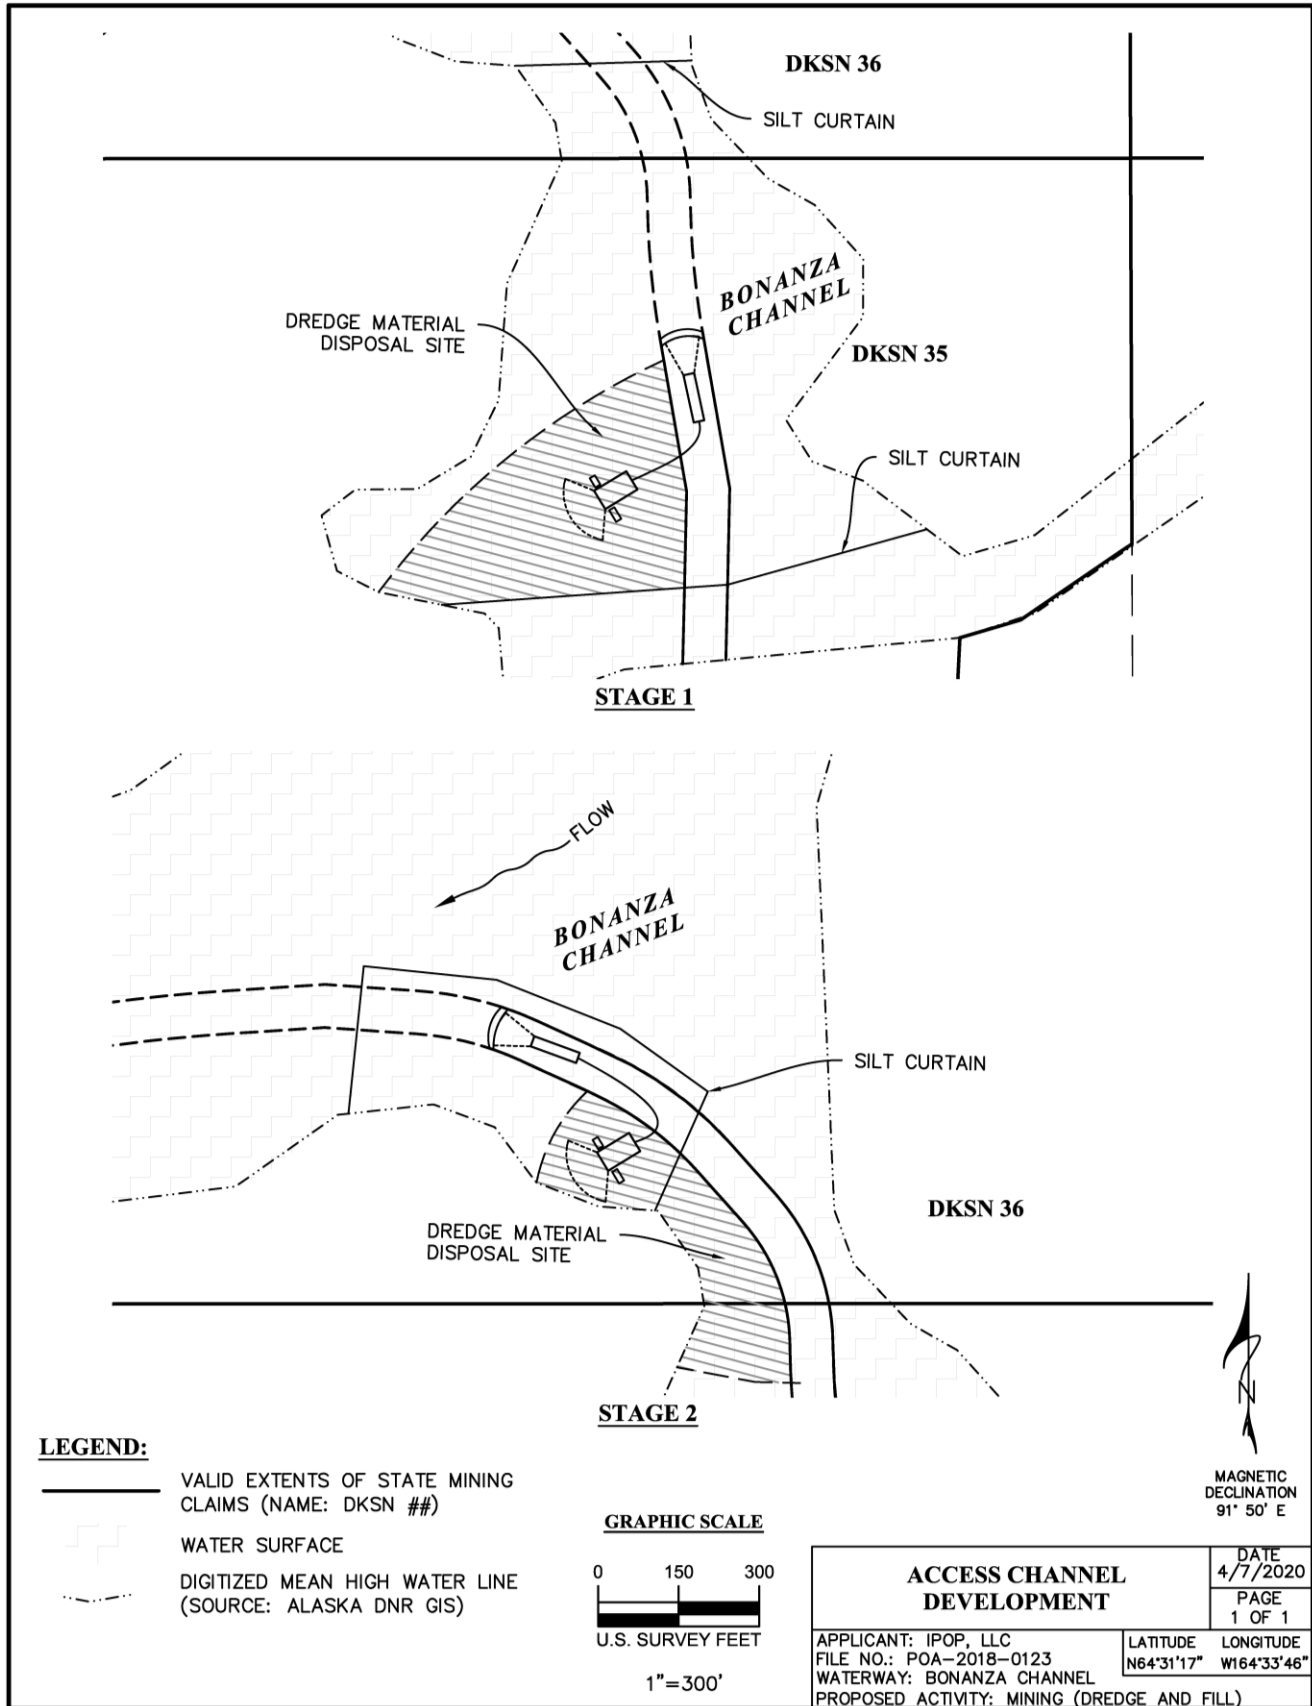 DKSN 36
SILT CURTAIN
BONANZA
CHANNEL
DREDGE MATERIAL
DISPOSAL SITE
DKSN 35
SILT CURTAIN
STAGE 1
FLOW
BONANZA
CHANNEL
SILT CURTAIN
DKSN 36
DREDGE MATERIAL
DISPOSAL SITE
STAGE 2
N
MAGNETIC
DECLINATION
91° 50' E
LEGEND:
VALID EXTENTS OF STATE MINING
CLAIMS (NAME: DKSN ##)
WATER SURFACE
DIGITIZED MEAN HIGH WATER LINE
(SOURCE: ALASKA DNR GIS)
GRAPHIC SCALE
0 150 300
U.S. SURVEY FEET
1"=300'
ACCESS CHANNEL
DEVELOPMENT
DATE
4/7/2020
PAGE
1 OF 1
APPLICANT: IPOP, LLC
FILE NO.: POA-2018-0123
WATERWAY: BONANZA CHANNEL
PROPOSED ACTIVITY: MINING (DREDGE AND FILL)
LATITUDE
N64°31'17"
LONGITUDE
W164°33'46"